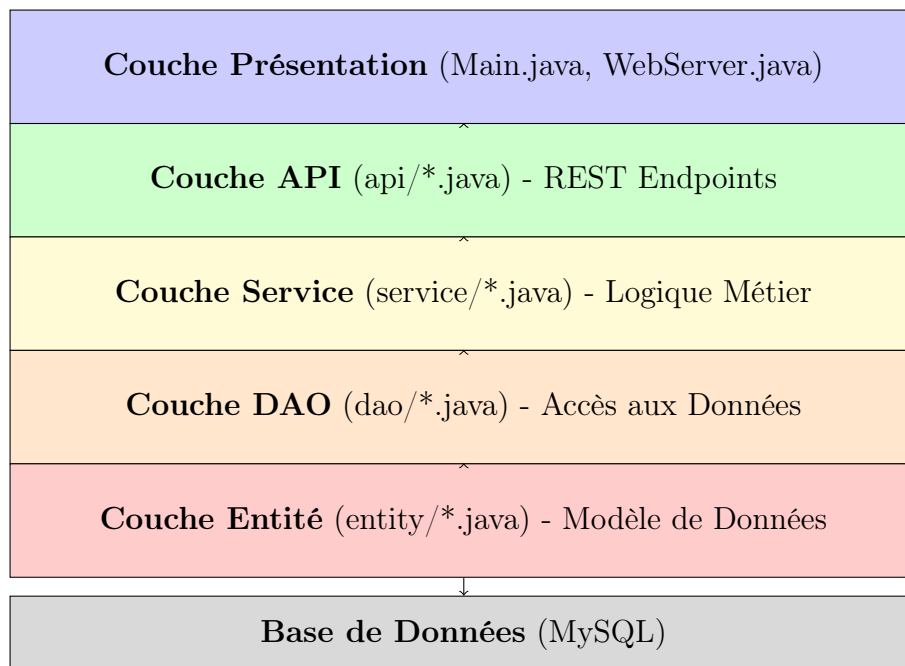 Couche Présentation (Main.java, WebServer.java)
Couche API (api/*.java) - REST Endpoints
Couche Service (service/*.java) - Logique Métier
Couche DAO (dao/*.java) - Accès aux Données
Couche Entité (entity/*.java) - Modèle de Données
Base de Données (MySQL)